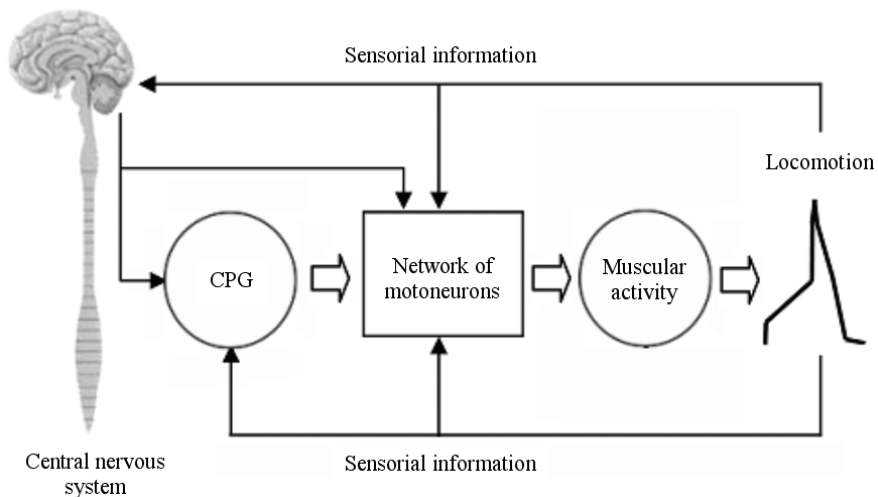 Sensorial information
Locomotion
CPG
Network of
motoneurons
Muscular
activity
Central nervous
system
Sensorial information